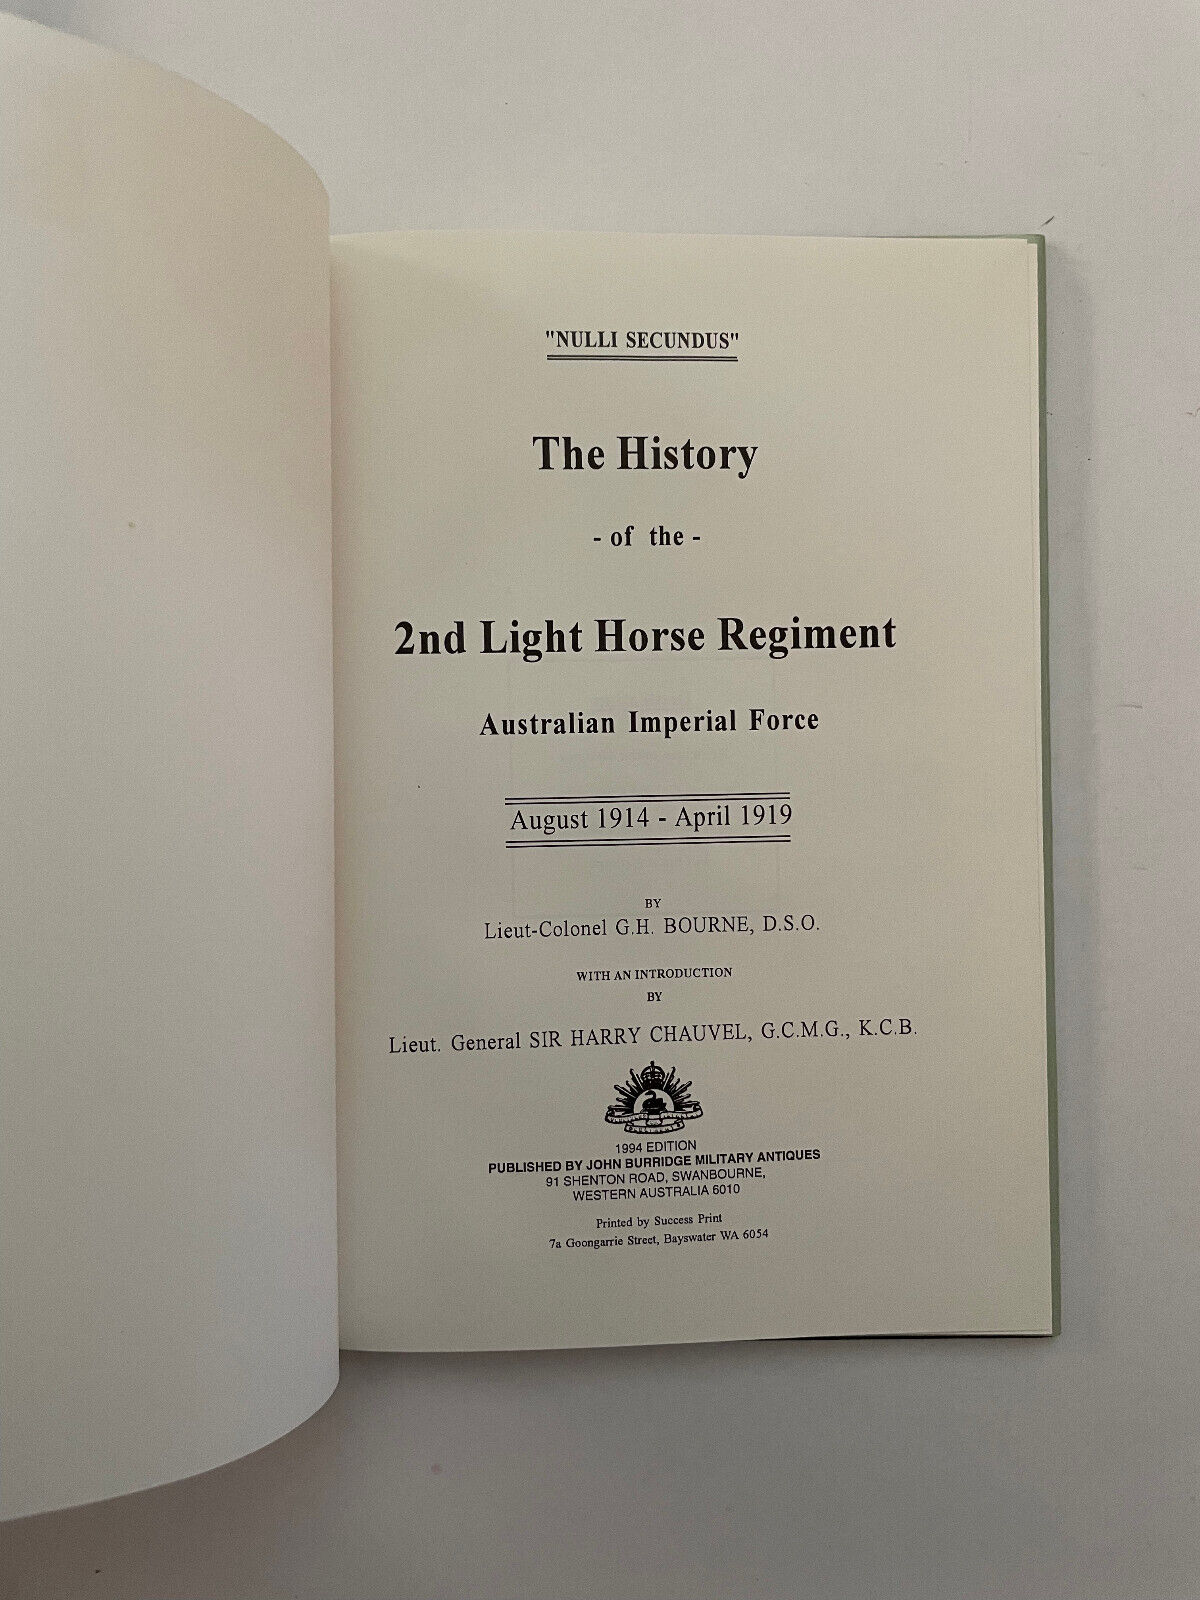 "NULLI SECUNDUS"
The History
- of the -
2nd Light Horse Regiment
Australian Imperial Force
August 1914 - April 1919
BY
Lieut-Colonel G.H. BOURNE, D.S.O.
WITH AN INTRODUCTION
BY
Lieut. General SIR HARRY CHAUVEL, G.C.M.G., K.C.B.
1994 EDITION
PUBLISHED BY JOHN BURRIDGE MILITARY ANTIQUES
91 SHENTON ROAD, SWANBOURNE,
WESTERN AUSTRALIA 6010
Printed by Success Print
7a Goongarrie Street, Bayswater WA 6054